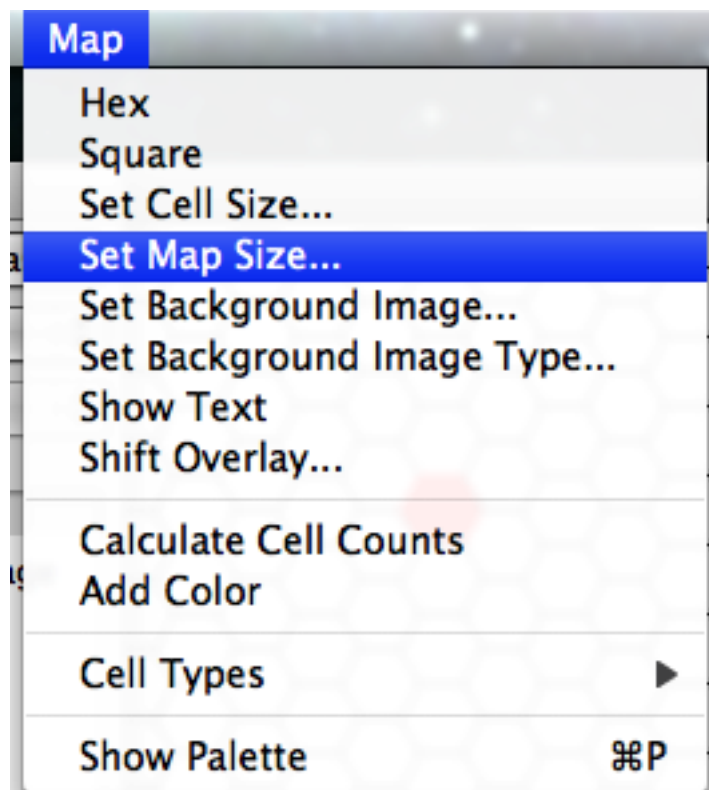 Map
Hex
Square
Set Cell Size...
Set Map Size...
Set Background Image...
Set Background Image Type...
Show Text
Shift Overlay...
Calculate Cell Counts
Add Color
Cell Types
Show Palette ⌘P